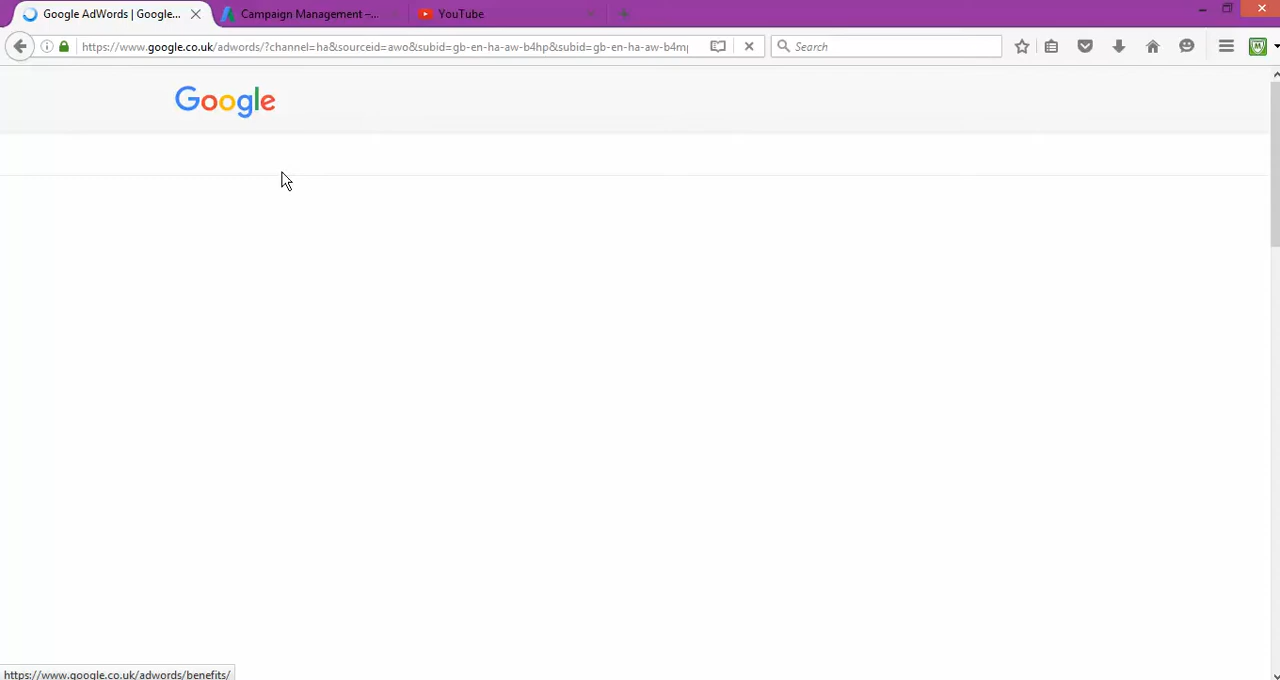 Google AdWords | Google...
Campaign Management –...
YouTube
https://www.google.co.uk/adwords/?channel=ha&sourceid=awo&subid=gb-en-ha-aw-b4hp&subid=gb-en-ha-aw-b4m
Search
Google
https://www.google.co.uk/adwords/benefits/